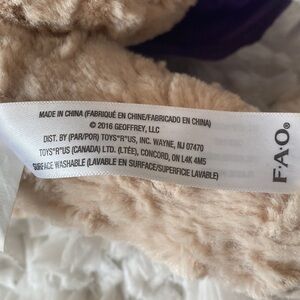 MADE IN CHINA (FABRIQUÉ EN CHINE/FABRICADO EN CHINA)
© 2016 GEOFFREY, LLC
DIST. BY (PAR/POR) TOYS"R"US, INC. WAYNE, NJ 07470
TOYS"R"US (CANADA) LTD. (LTÉE), CONCORD, ON L4K 4M5
SURFACE WASHABLE (LAVABLE EN SURFACE/SUPERFICIE LAVABLE)
F·A·O®